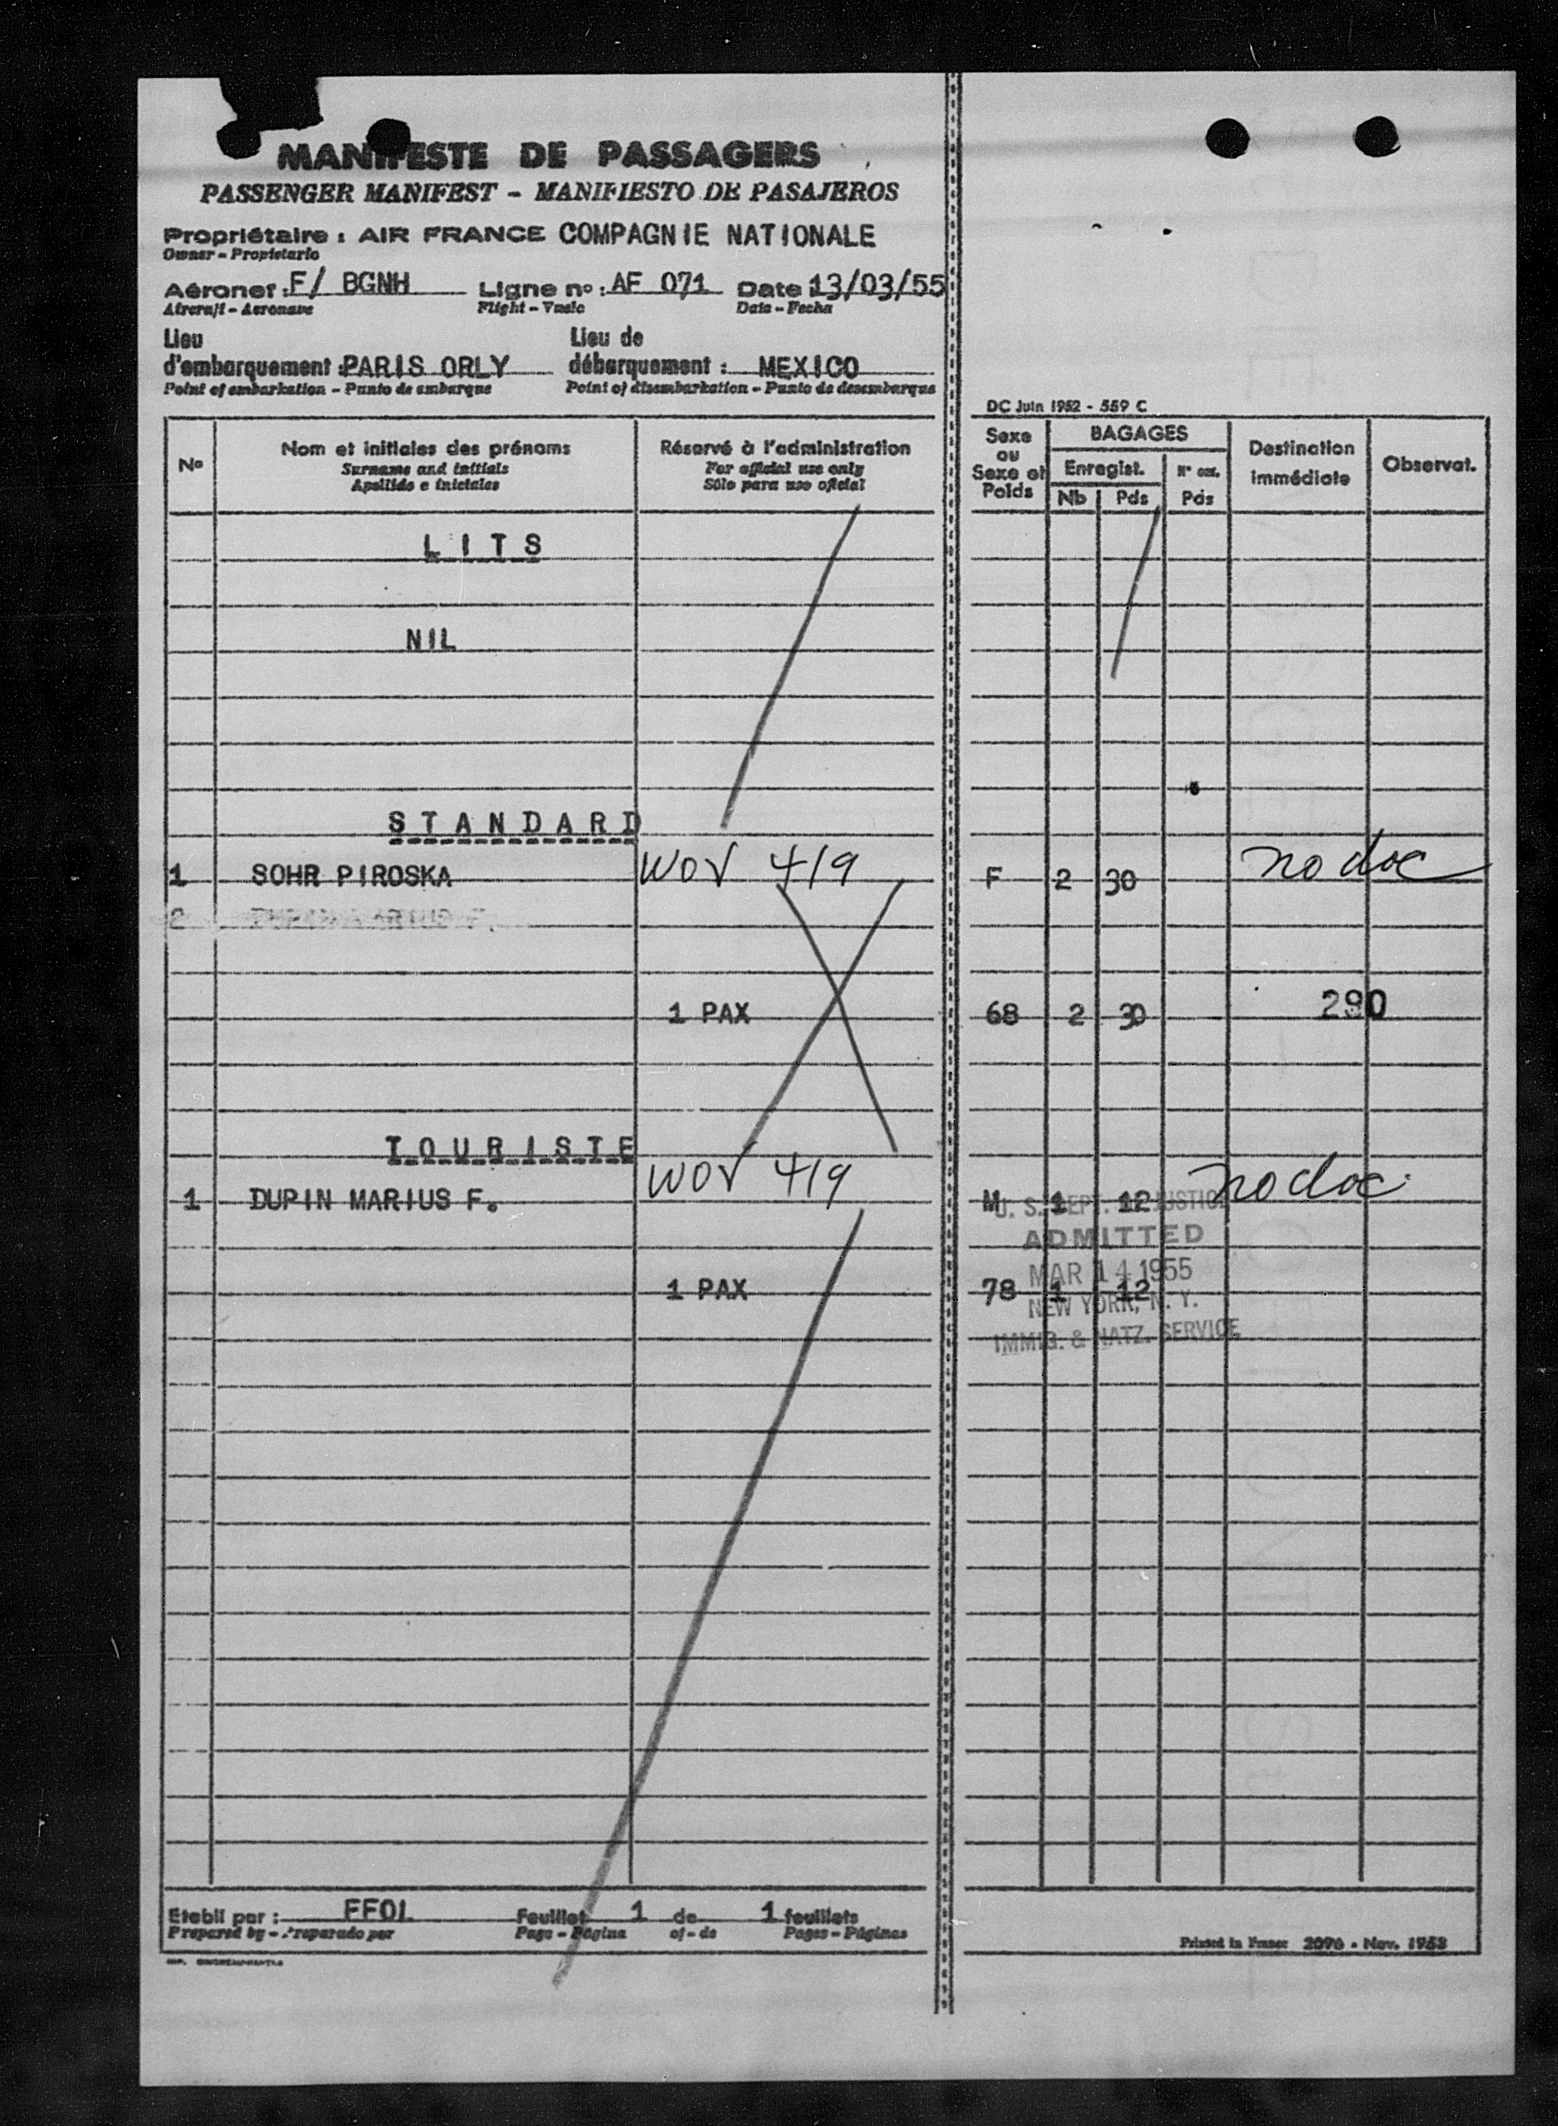 MANIFESTE DE PASSAGERS
PASSENGER MANIFEST - MANIFIESTO DE PASAJEROS
Propriétaire : AIR FRANCE COMPAGNIE NATIONALE
Owner - Propietario
Aéronef : F/ BGNH Ligne no : AF 071 Date 13/03/55
Aircraft - Aeronave Flight - Vuelo Data - Fecha
Lieu Lieu de
d'embarquement : PARIS ORLY débarquement : MEXICO
Point of embarkation - Punto de embarque Point of disembarkation - Punto de desembarque
DC Juin 1952 - 559 C
No Nom et initiales des prénoms Réservé à l'administration Sexe ou Sexe et Poids BAGAGES Destination immédiate Observat.
Surname and initials For official use only Enregist.
Apellido e iniciales Sólo para uso oficial Nb Pds Pds
LITS
NIL
STANDARD
1 SOHR PIROSKA WOV 419 F 2 30 no doc
2
1 PAX 68 2 30 290
TOURISTE
1 DUPIN MARIUS F. WOV 419 M 1 12 no doc.
U. S. DEPT. OF JUSTICE
ADMITTED
MAR 14 1955
1 PAX 78 1 12
NEW YORK, N. Y.
IMMIG. & NATZ. SERVICE
Etabli par : FFOL Feuillet 1 de 1 feuillets
Prepared by - Preparado por Page - Página of - de Pages - Páginas
Printed in France 2096 - Nov. 1953